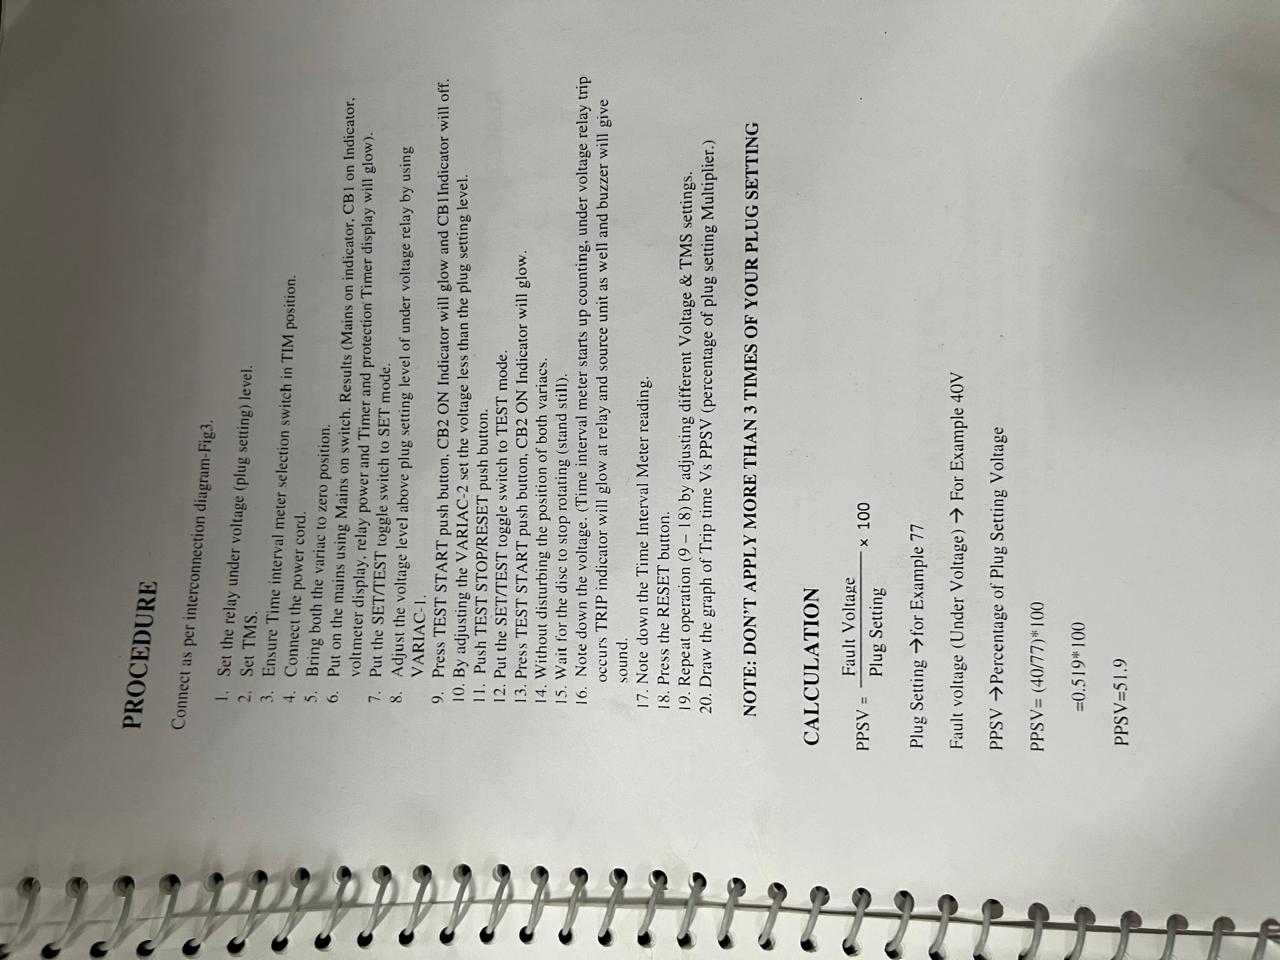 PROCEDURE
Connect as per interconnection diagram-Fig3.
1. Set the relay under voltage (plug setting) level.
2. Set TMS.
3. Ensure Time interval meter selection switch in TIM position.
4. Connect the power cord.
5. Bring both the variac to zero position.
6. Put on the mains using Mains on switch. Results (Mains on indicator, CB1 on Indicator,
voltmeter display, relay power and Timer and protection Timer display will glow).
7. Put the SET/TEST toggle switch to SET mode.
8. Adjust the voltage level above plug setting level of under voltage relay by using
VARIAC-1.
9. Press TEST START push button, CB2 ON Indicator will glow and CB1Indicator will off.
10. By adjusting the VARIAC-2 set the voltage less than the plug setting level.
11. Push TEST STOP/RESET push button.
12. Put the SET/TEST toggle switch to TEST mode.
13. Press TEST START push button, CB2 ON Indicator will glow.
14. Without disturbing the position of both variacs.
15. Wait for the disc to stop rotating (stand still).
16. Note down the voltage. (Time interval meter starts up counting, under voltage relay trip
occurs TRIP indicator will glow at relay and source unit as well and buzzer will give
sound.
17. Note down the Time Interval Meter reading.
18. Press the RESET button.
19. Repeat operation (9 – 18) by adjusting different Voltage & TMS settings.
20. Draw the graph of Trip time Vs PPSV (percentage of plug setting Multiplier.)
NOTE: DON'T APPLY MORE THAN 3 TIMES OF YOUR PLUG SETTING
CALCULATION
PPSV = Fault Voltage / Plug Setting × 100
Plug Setting →for Example 77
Fault voltage (Under Voltage) → For Example 40V
PPSV →Percentage of Plug Setting Voltage
PPSV= (40/77)*100
=0.519*100
PPSV=51.9